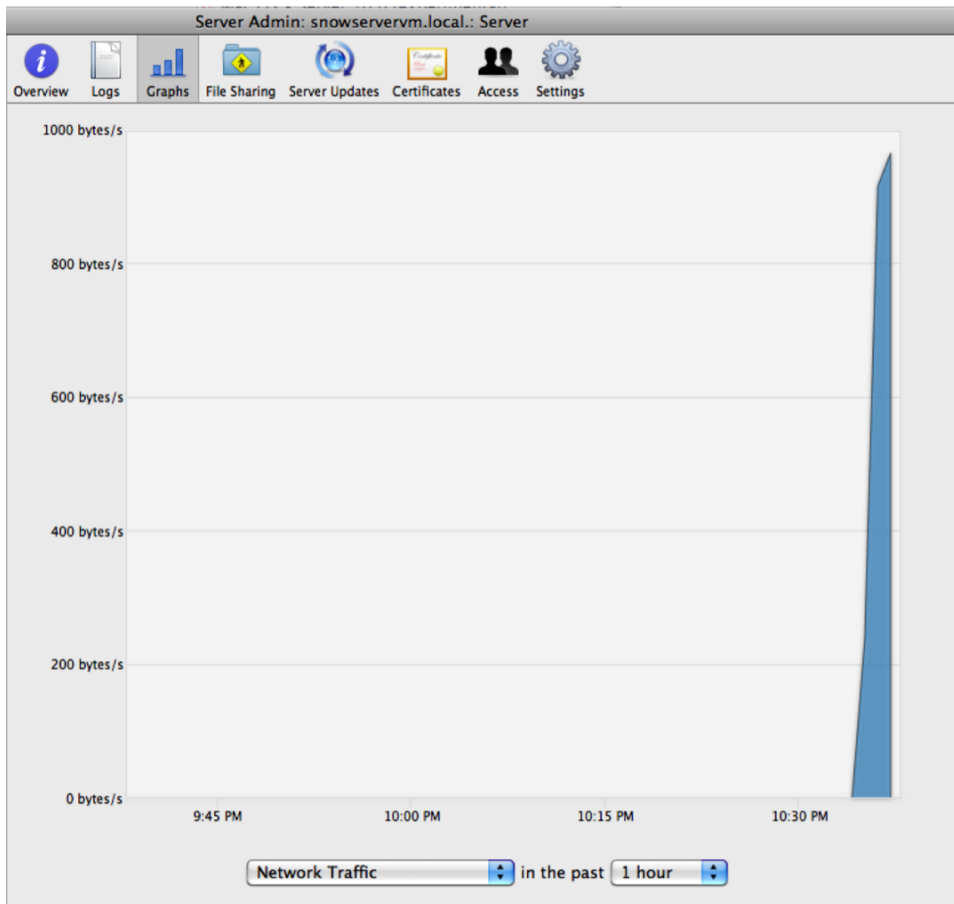 Server Admin: snowservervm.local.: Server
Overview Logs Graphs File Sharing Server Updates Certificates Access Settings
1000 bytes/s
800 bytes/s
600 bytes/s
400 bytes/s
200 bytes/s
0 bytes/s
9:45 PM 10:00 PM 10:15 PM 10:30 PM
Network Traffic in the past 1 hour